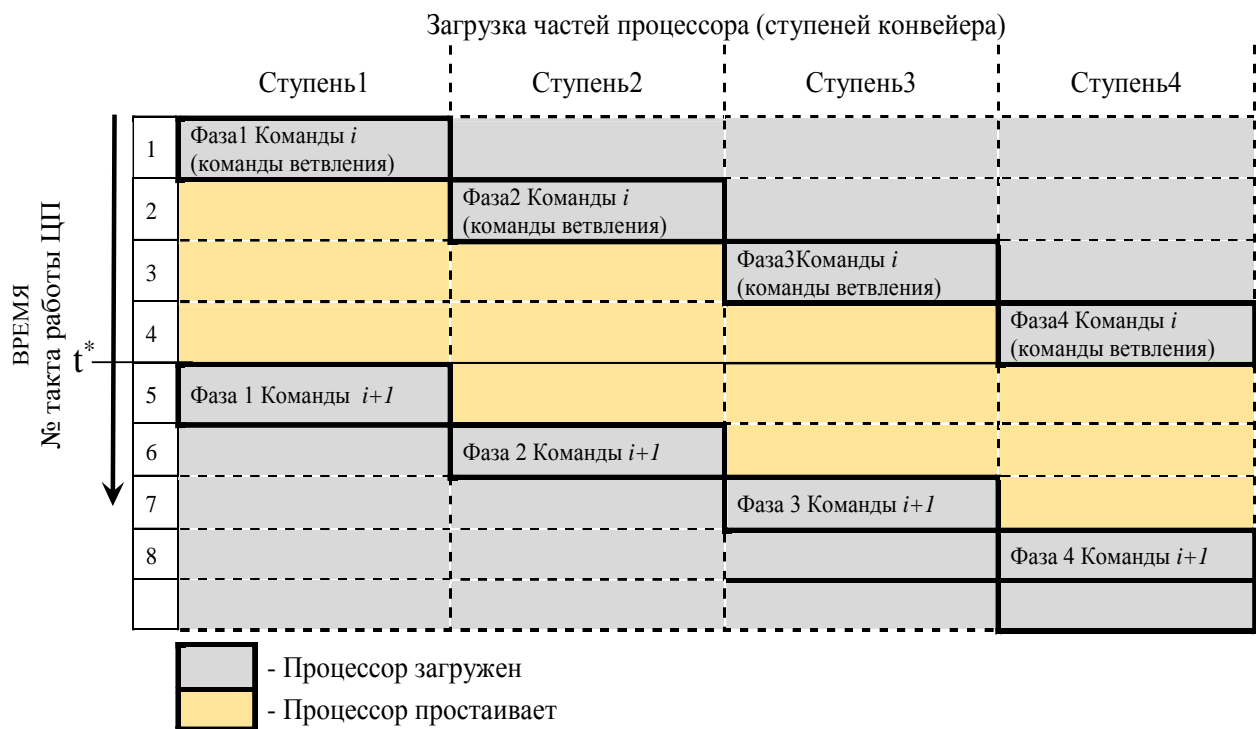 Загрузка частей процессора (ступеней конвейера)
Ступень1 Ступень2 Ступень3 Ступень4
ВРЕМЯ
№ такта работы ЦП
t*
1
Фаза1 Команды i
(команды ветвления)
2
Фаза2 Команды i
(команды ветвления)
3
Фаза3Команды i
(команды ветвления)
4
Фаза4 Команды i
(команды ветвления)
5
Фаза 1 Команды i+1
6
Фаза 2 Команды i+1
7
Фаза 3 Команды i+1
8
Фаза 4 Команды i+1
- Процессор загружен
- Процессор простаивает